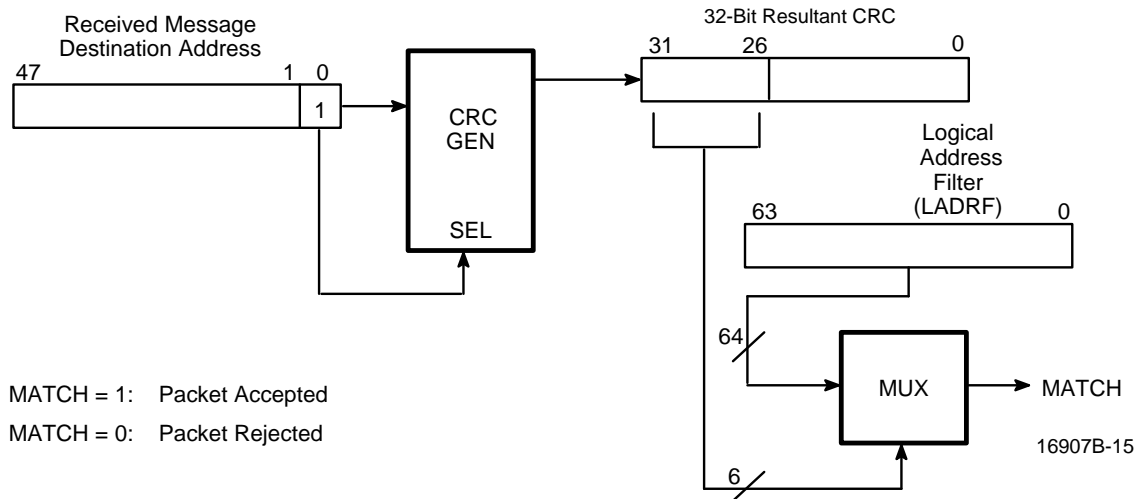 Received Message
Destination Address
47 1 0
1
CRC
GEN
SEL
32-Bit Resultant CRC
31 26 0
Logical
Address
Filter
(LADRF)
63 0
64
MUX
MATCH
6
MATCH = 1: Packet Accepted
MATCH = 0: Packet Rejected
16907B-15